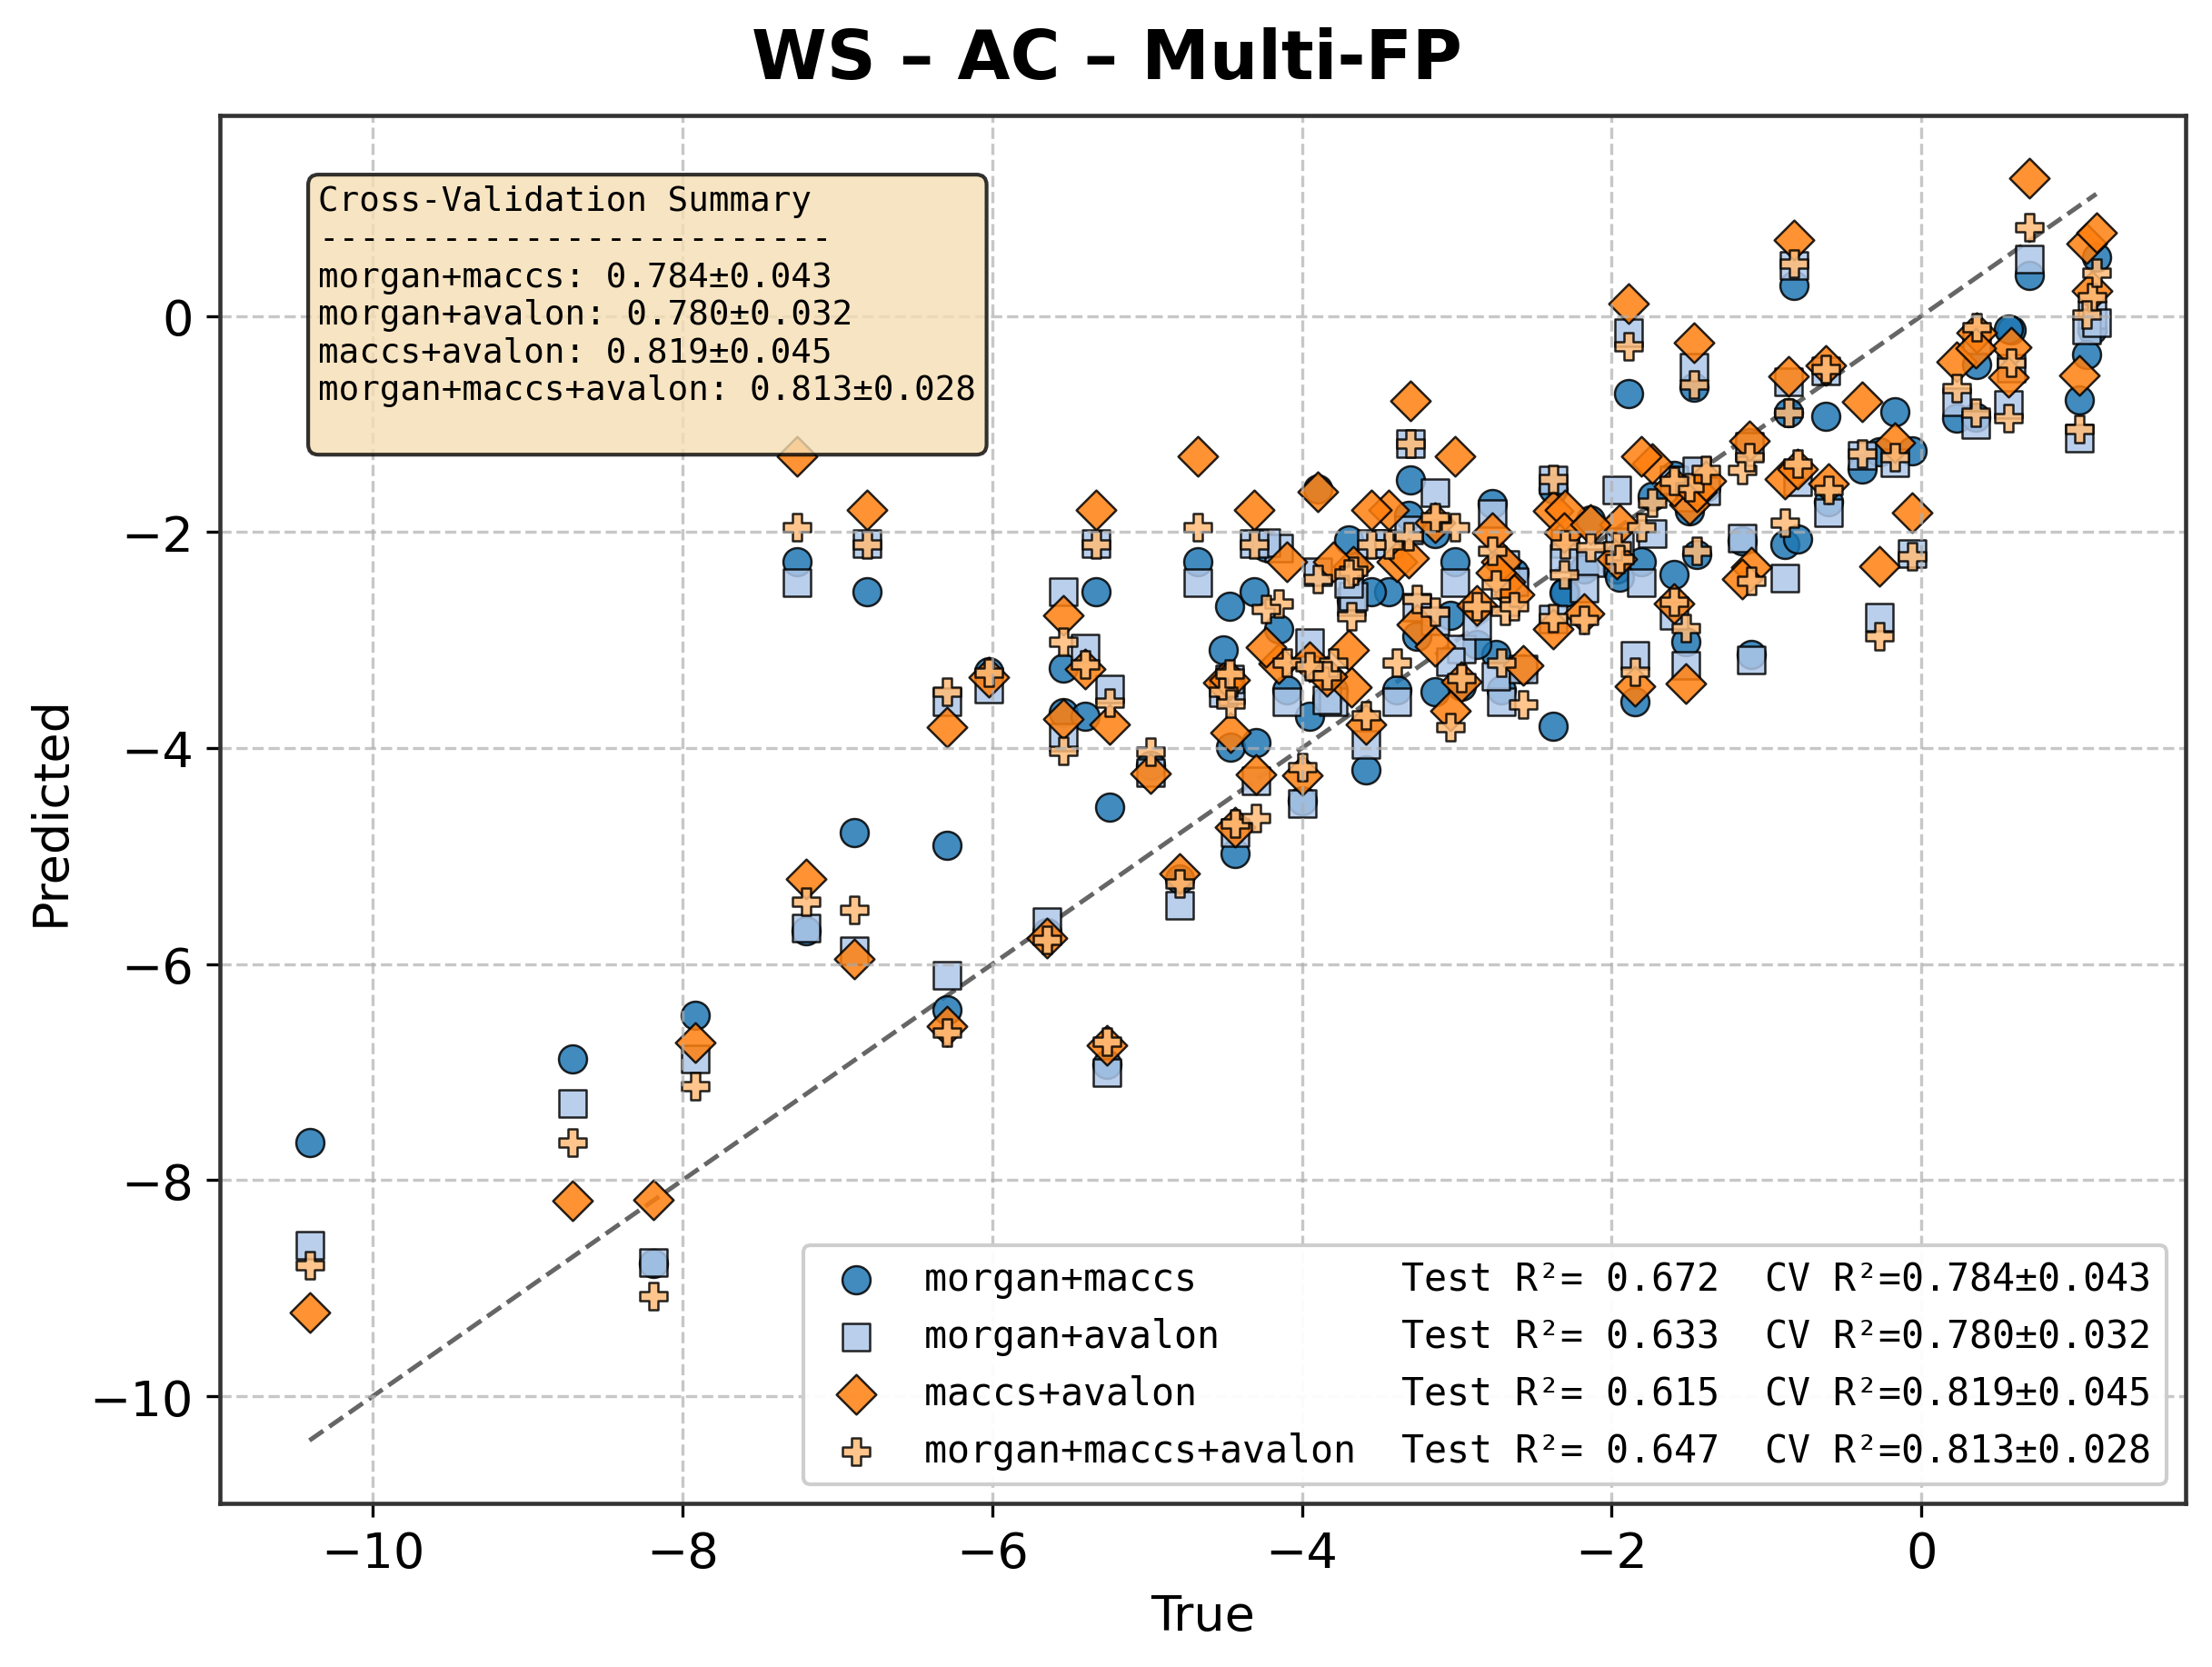 WS – AC – Multi-FP
Cross-Validation Summary
-------------------------
morgan+maccs: 0.784±0.043
morgan+avalon: 0.780±0.032
maccs+avalon: 0.819±0.045
morgan+maccs+avalon: 0.813±0.028
Predicted
0
−2
−4
−6
−8
−10
morgan+maccs Test R²= 0.672 CV R²=0.784±0.043
morgan+avalon Test R²= 0.633 CV R²=0.780±0.032
maccs+avalon Test R²= 0.615 CV R²=0.819±0.045
morgan+maccs+avalon Test R²= 0.647 CV R²=0.813±0.028
−10 −8 −6 −4 −2 0
True